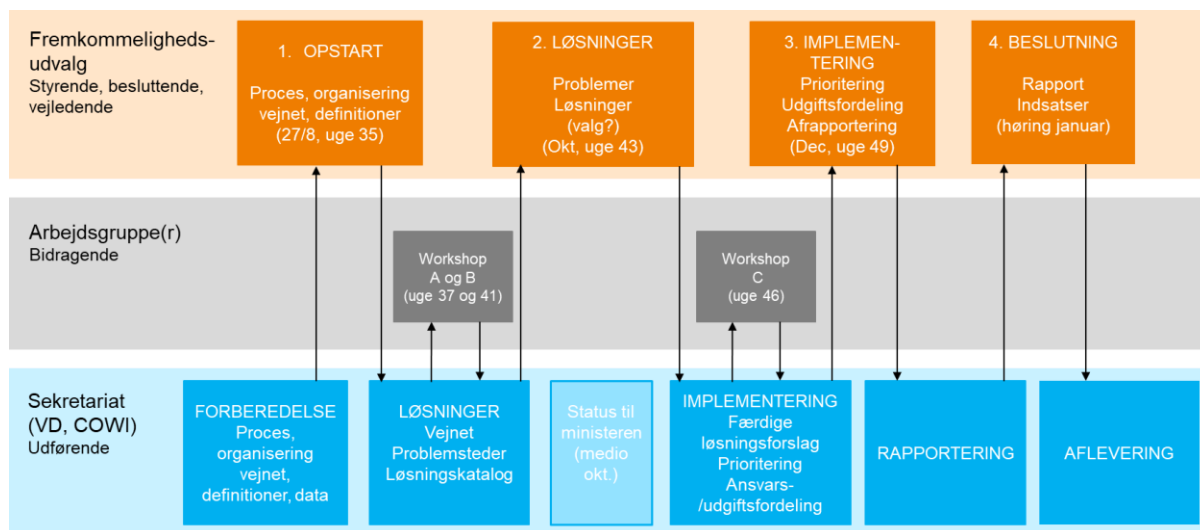 Fremkommeligheds-
udvalg
Styrende, besluttende,
vejledende
1. OPSTART
Proces, organisering
vejnet, definitioner
(27/8, uge 35)
2. LØSNINGER
Problemer
Løsninger
(valg?)
(Okt, uge 43)
3. IMPLEMEN-
TERING
Prioritering
Udgiftsfordeling
Afrapportering
(Dec, uge 49)
4. BESLUTNING
Rapport
Indsatser
(høring januar)
Arbejdsgruppe(r)
Bidragende
Workshop
A og B
(uge 37 og 41)
Workshop
C
(uge 46)
Sekretariat
(VD, COWI)
Udførende
FORBEREDELSE
Proces,
organisering
vejnet,
definitioner, data
LØSNINGER
Vejnet
Problemsteder
Løsningskatalog
Status til
ministeren
(medio
okt.)
IMPLEMENTERING
Færdige
løsningsforslag
Prioritering
Ansvars-
/udgiftsfordeling
RAPPORTERING
AFLEVERING